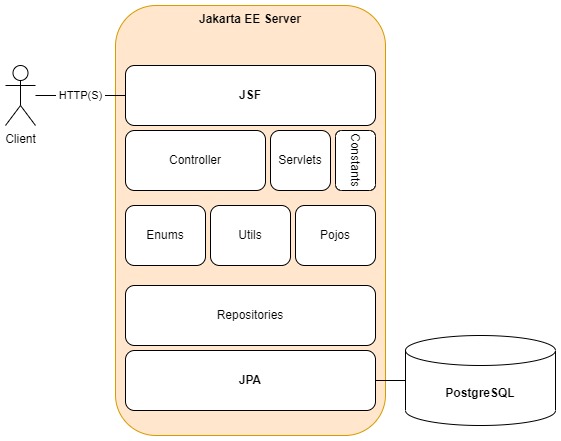 Jakarta EE Server
JSF
HTTP(S)
Client
Controller
Servlets
Constants
Enums
Utils
Pojos
Repositories
JPA
PostgreSQL